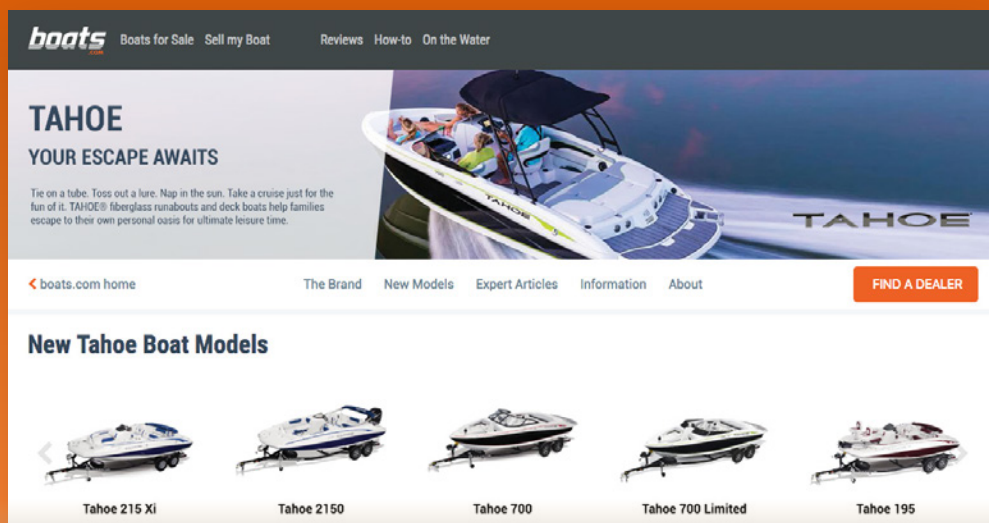 boats
.com
Boats for Sale Sell my Boat Reviews How-to On the Water
TAHOE
YOUR ESCAPE AWAITS
Tie on a tube. Toss out a lure. Nap in the sun. Take a cruise just for the
fun of it. TAHOE® fiberglass runabouts and deck boats help families
escape to their own personal oasis for ultimate leisure time.
TAHOE
TAHOE
boats.com home The Brand New Models Expert Articles Information About FIND A DEALER
New Tahoe Boat Models
Tahoe 215 Xi Tahoe 2150 Tahoe 700 Tahoe 700 Limited Tahoe 195